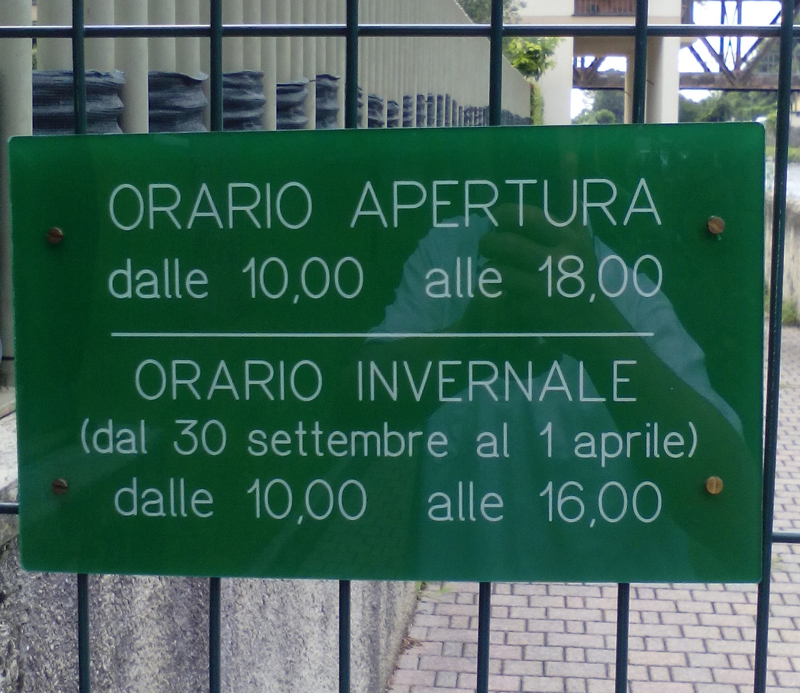 ORARIO APERTURA
dalle 10,00 alle 18,00
ORARIO INVERNALE
(dal 30 settembre al 1 aprile)
dalle 10,00 alle 16,00